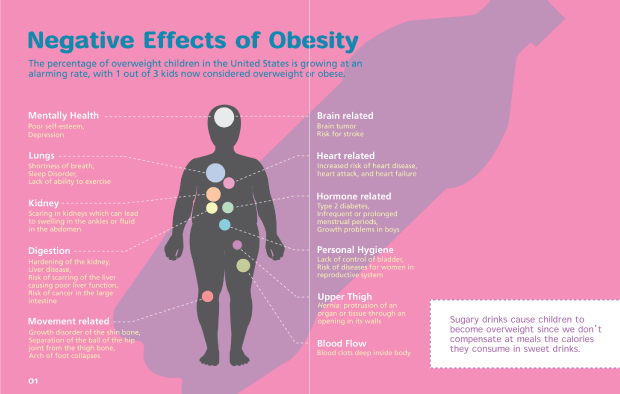 Negative Effects of Obesity
The percentage of overweight children in the United States is growing at an
alarming rate, with 1 out of 3 kids now considered overweight or obese.
Mentally Health
Poor self-esteem,
Depression
Lungs
Shortness of breath,
Sleep Disorder,
Lack of ability to exercise
Kidney
Scaring in kidneys which can lead
to swelling in the ankles or fluid
in the abdomen
Digestion
Hardening of the kidney,
Liver disease,
Risk of scarring of the liver
causing poor liver function,
Risk of cancer in the large
intestine
Movement related
Growth disorder of the shin bone,
Separation of the ball of the hip
joint from the thigh bone,
Arch of foot collapses
Brain related
Brain tumor
Risk for stroke
Heart related
Increased risk of heart disease,
heart attack, and heart failure
Hormone related
Type 2 diabetes,
Infrequent or prolonged
menstrual periods,
Growth problems in boys
Personal Hygiene
Lack of control of bladder,
Risk of diseases for women in
reproductive system
Upper Thigh
Hernia: protrusion of an
organ or tissue through an
opening in its walls
Blood Flow
Blood clots deep inside body
Sugary drinks cause children to
become overweight since we don't
compensate at meals the calories
they consume in sweet drinks.
01